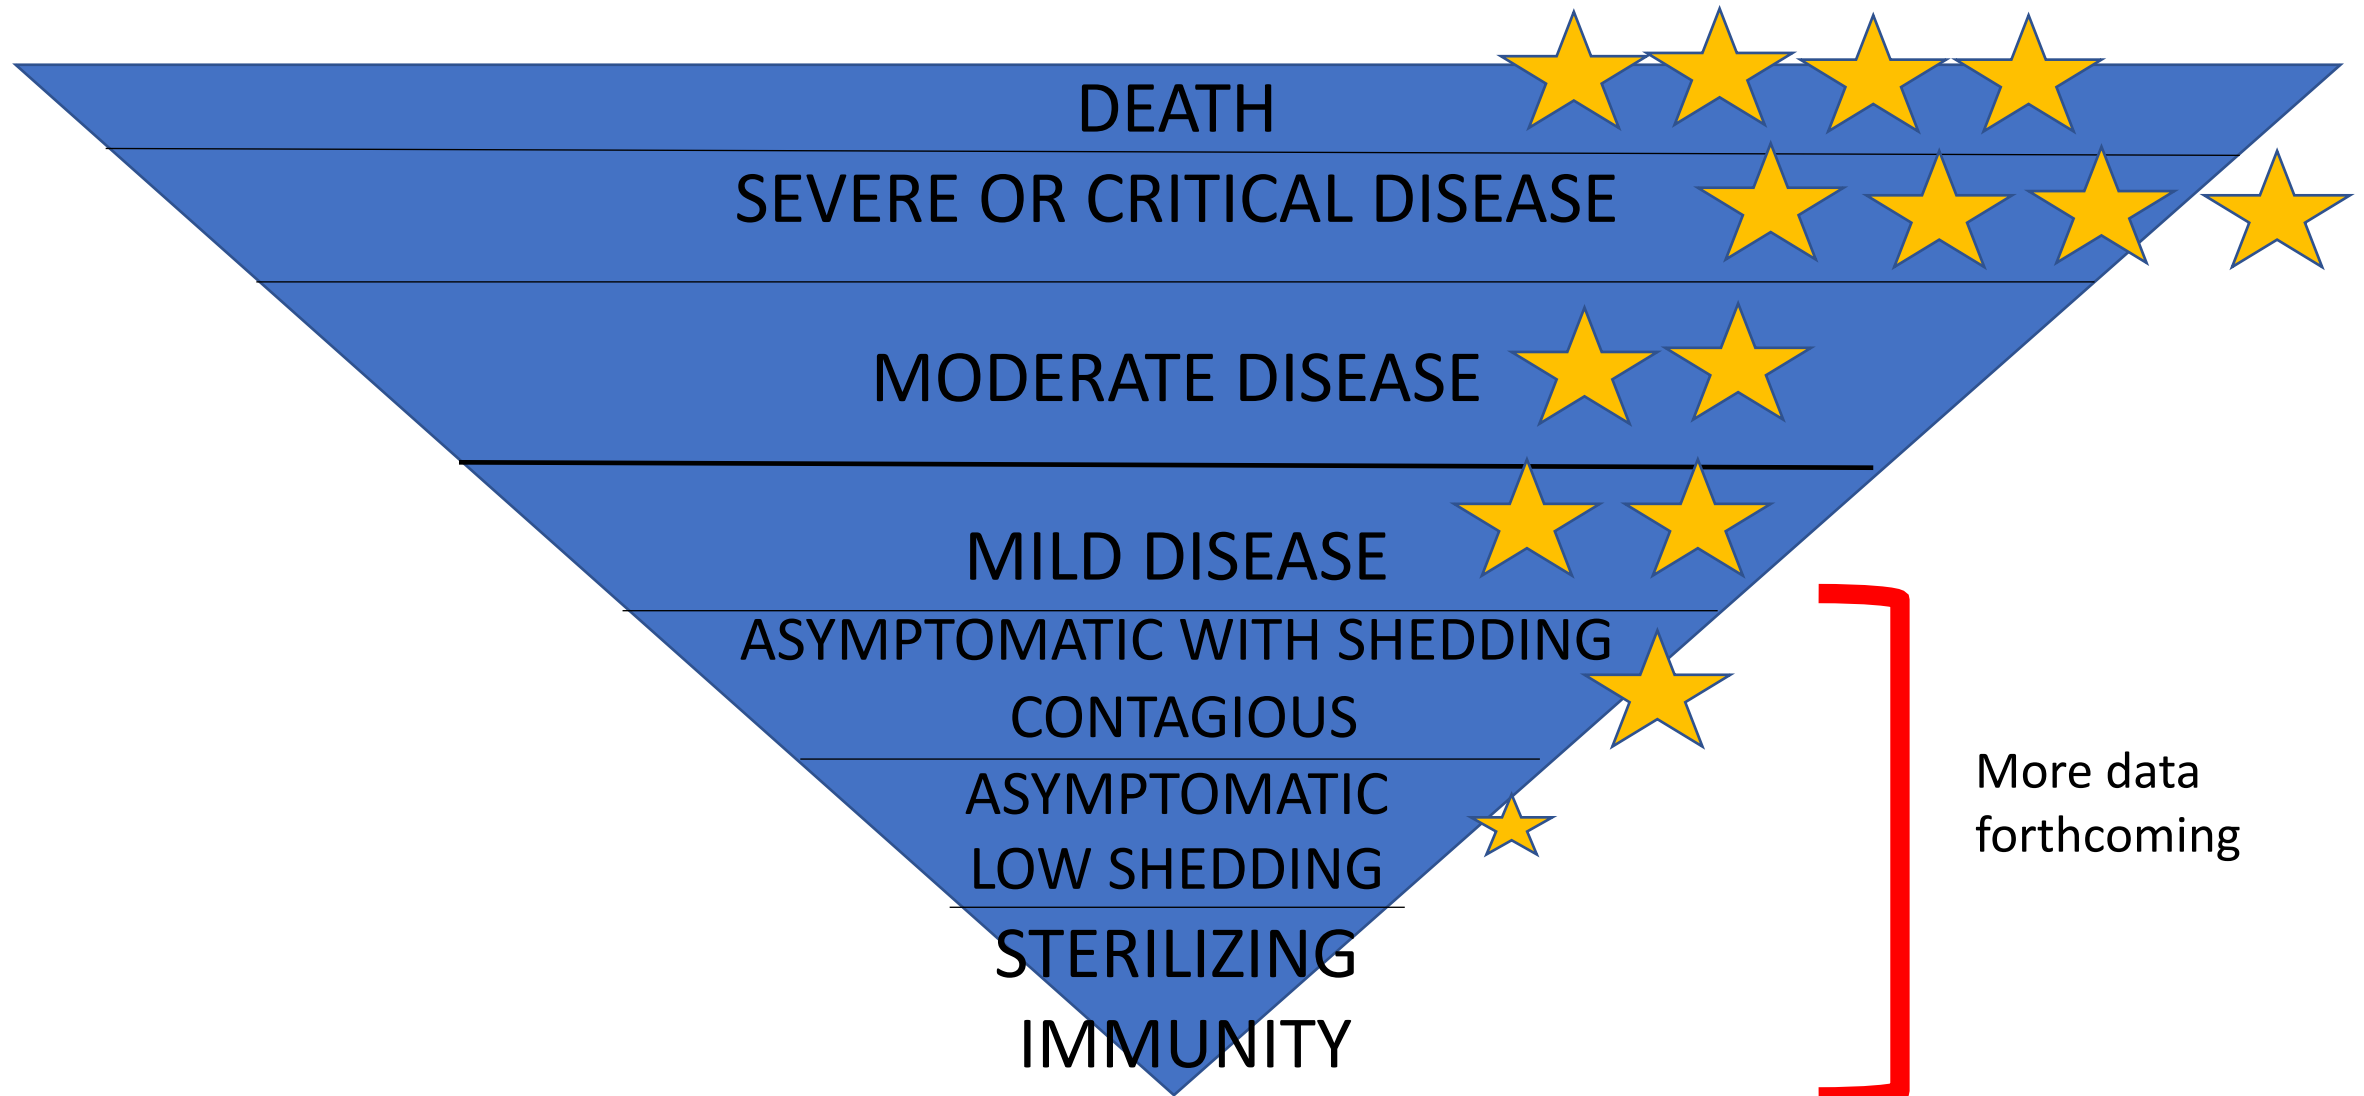 DEATH
SEVERE OR CRITICAL DISEASE
MODERATE DISEASE
MILD DISEASE
ASYMPTOMATIC WITH SHEDDING
CONTAGIOUS
ASYMPTOMATIC
LOW SHEDDING
STERILIZING
IMMUNITY
More data
forthcoming